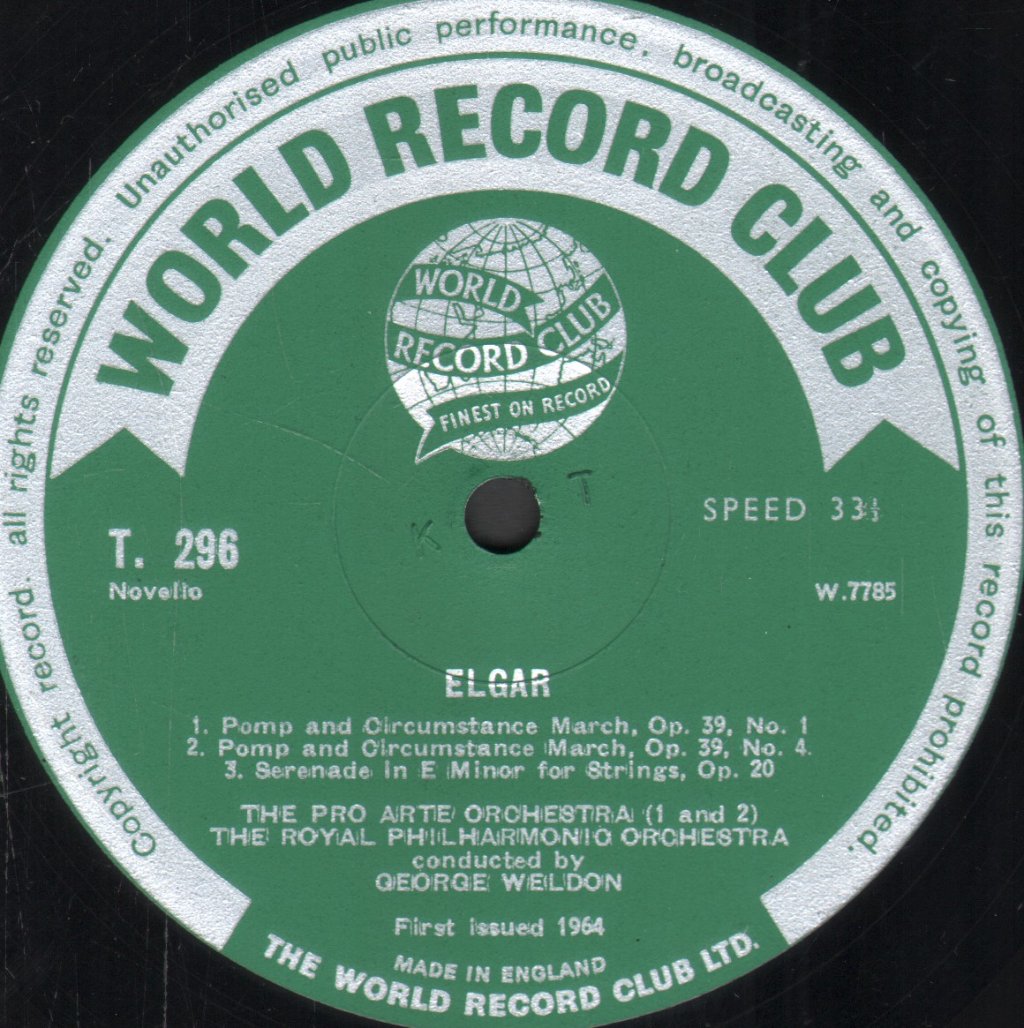 Copyright record. all rights reserved. Unauthorised public performance. broadcasting and copying of this record prohibited.
WORLD RECORD CLUB
WORLD
RECORD CLUB
FINEST ON RECORD
K T
SPEED 33⅓
T. 296
Novello
W.7785
ELGAR
1. Pomp and Circumstance March, Op. 39, No. 1
2. Pomp and Circumstance March, Op. 39, No. 4.
3. Serenade in E Minor for Strings, Op. 20
THE PRO ARTE ORCHESTRA (1 and 2)
THE ROYAL PHILHARMONIC ORCHESTRA
conducted by
GEORGE WELDON
First issued 1964
MADE IN ENGLAND
THE WORLD RECORD CLUB LTD.